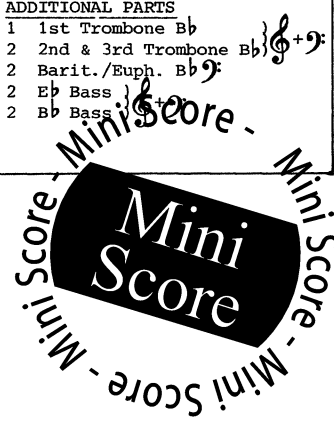 ADDITIONAL PARTS
1 1st Trombone B♭
2 2nd & 3rd Trombone B♭}𝄞+𝄢
2 Barit./Euph. B♭𝄢
2 E♭ Bass
2 B♭ Bass }𝄞+𝄢
Mini Score - Mini Score - Mini Score - Mini Score -
Mini
Score